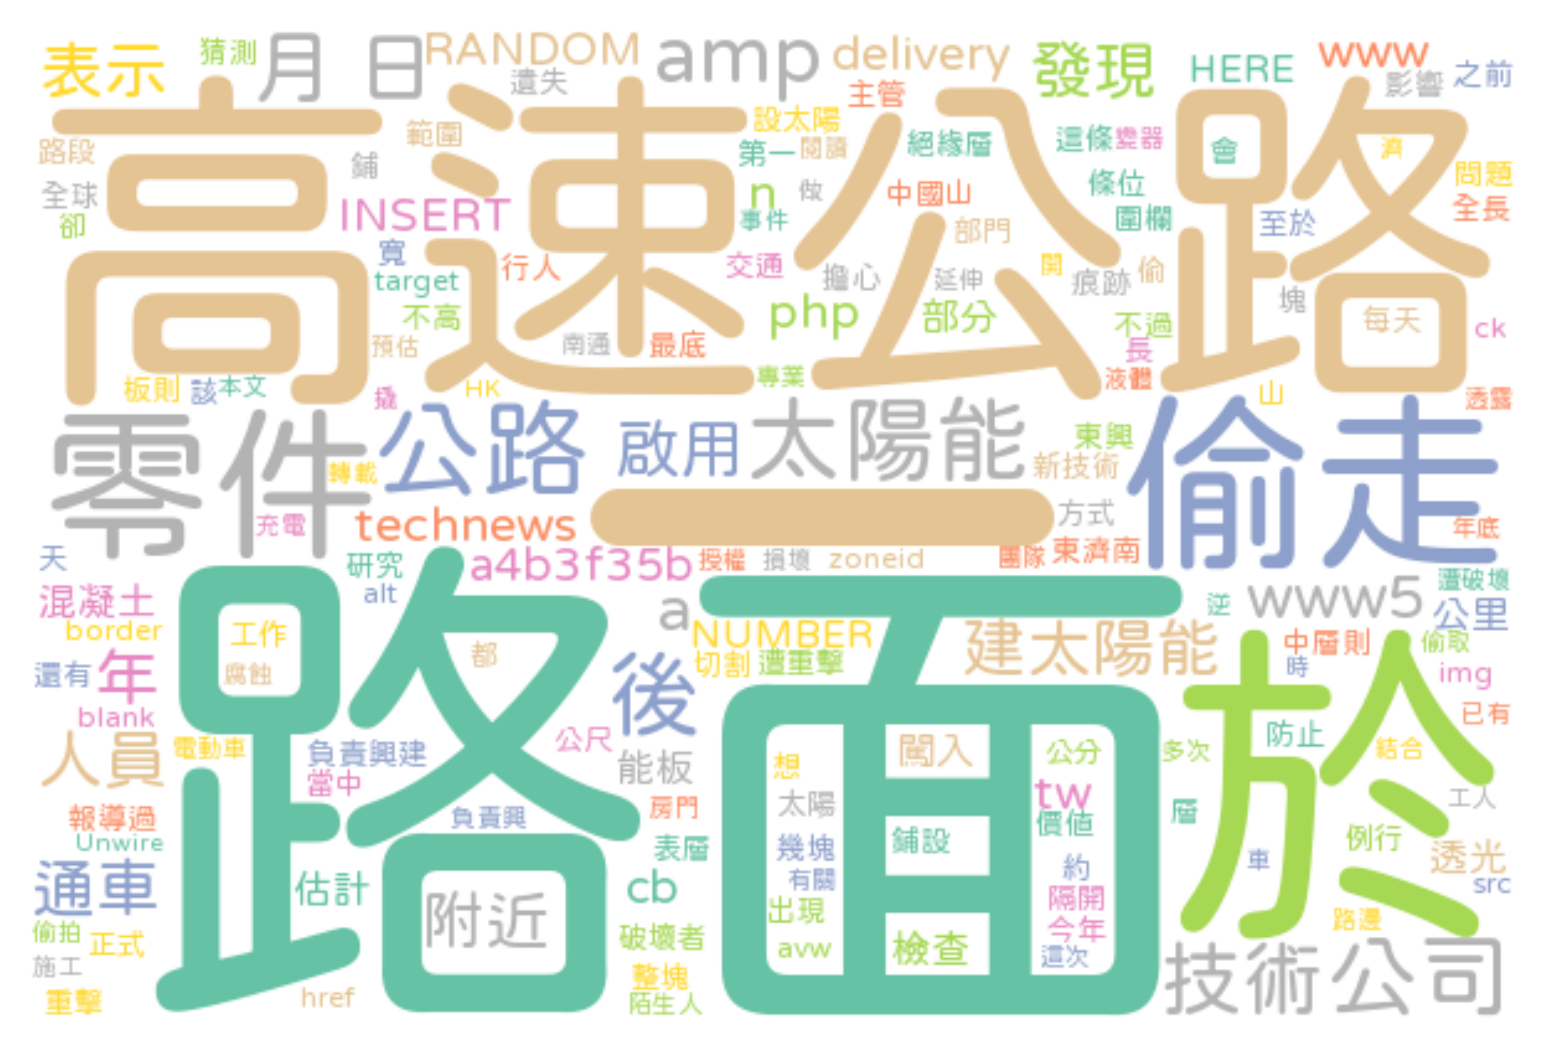 表示 猜測 月 日 RANDOM 遺失 amp delivery 發現 HERE www 影響 之前
高速公路
路段 範圍 鋪 設太陽 主管 第一 閱讀 絕緣層 這條 變器 會 濟 問題
全球 卻 INSERT n 做 事件 中國山 條位 圍欄 至於 全長
寬 target 行人 交通 擔心 部門 延伸 開 痕跡 偷 塊
不高 預估 南通 最底 php 部分 不過 長 每天 ck
板則 該 本文 撬 HK 專業 液體 山 透露
零件 轉載 公路 啟用 太陽能 東興 新技術 偷走
充電 technews 一 方式 年底
天 研究 a4b3f35b 授權 損壞 zoneid 團隊 東濟南
混凝土 alt a www5 逆 遭破壞 公里
border 工作 NUMBER 建太陽能 中層則 偷取
路面 於
還有 年 腐蝕 都 後 切割 遭重擊 時 img
blank 已有
人員 電動車 負責興建 公尺 能板 想 闖入 公分 多次 防止 結合
當中 太陽 tw 工人
報導過 負責興 房門 價值 層
Unwire 表層 幾塊 鋪設 例行 透光
通車 估計 cb 有關 約 車 src
附近 出現 隔開 今年 路邊
偷拍 正式 破壞者 avw 檢查 這次 技術公司
施工 整塊
重擊 href 陌生人